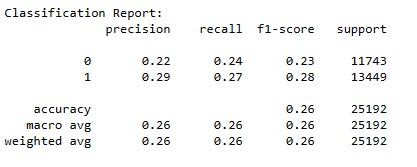 Classification Report:
precision recall f1-score support
0 0.22 0.24 0.23 11743
1 0.29 0.27 0.28 13449
accuracy 0.26 25192
macro avg 0.26 0.26 0.26 25192
weighted avg 0.26 0.26 0.26 25192